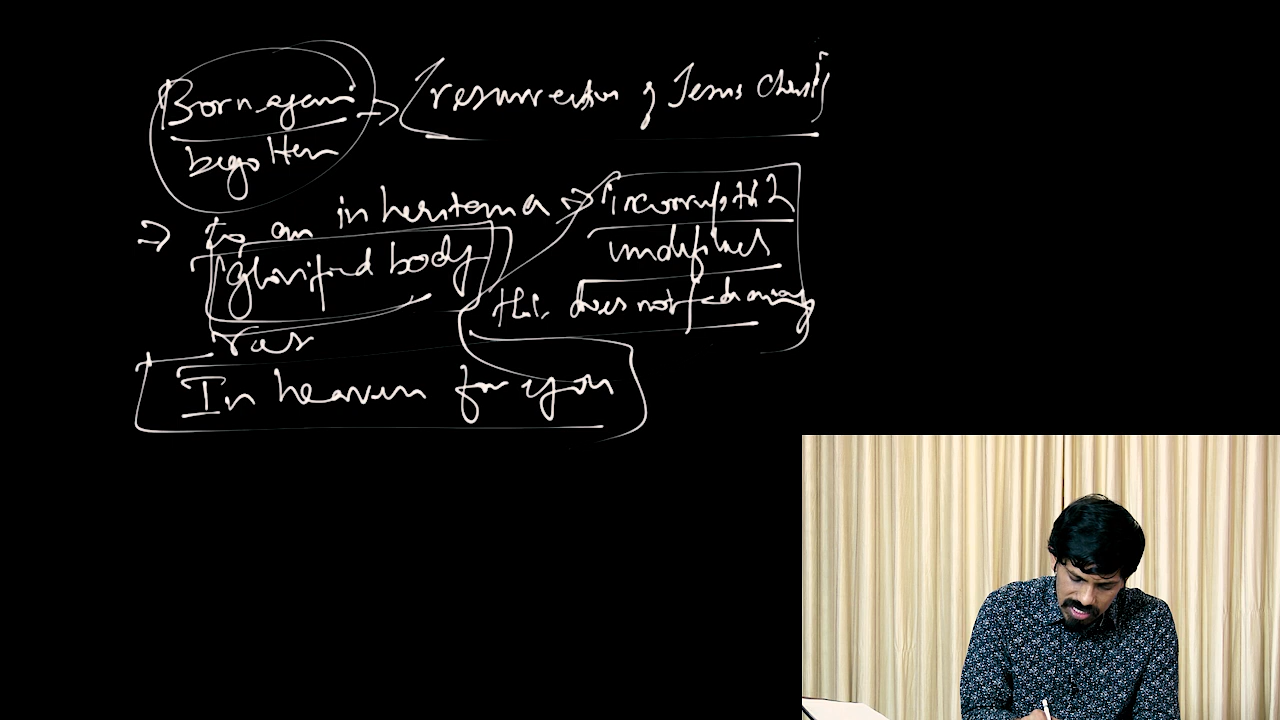 Born again → resurrection of Jesus Christ
begotten
⇒ to an inheritance ⇒ incorruptible
undefiled
glorified body
that does not fade away
res
In heaven for you